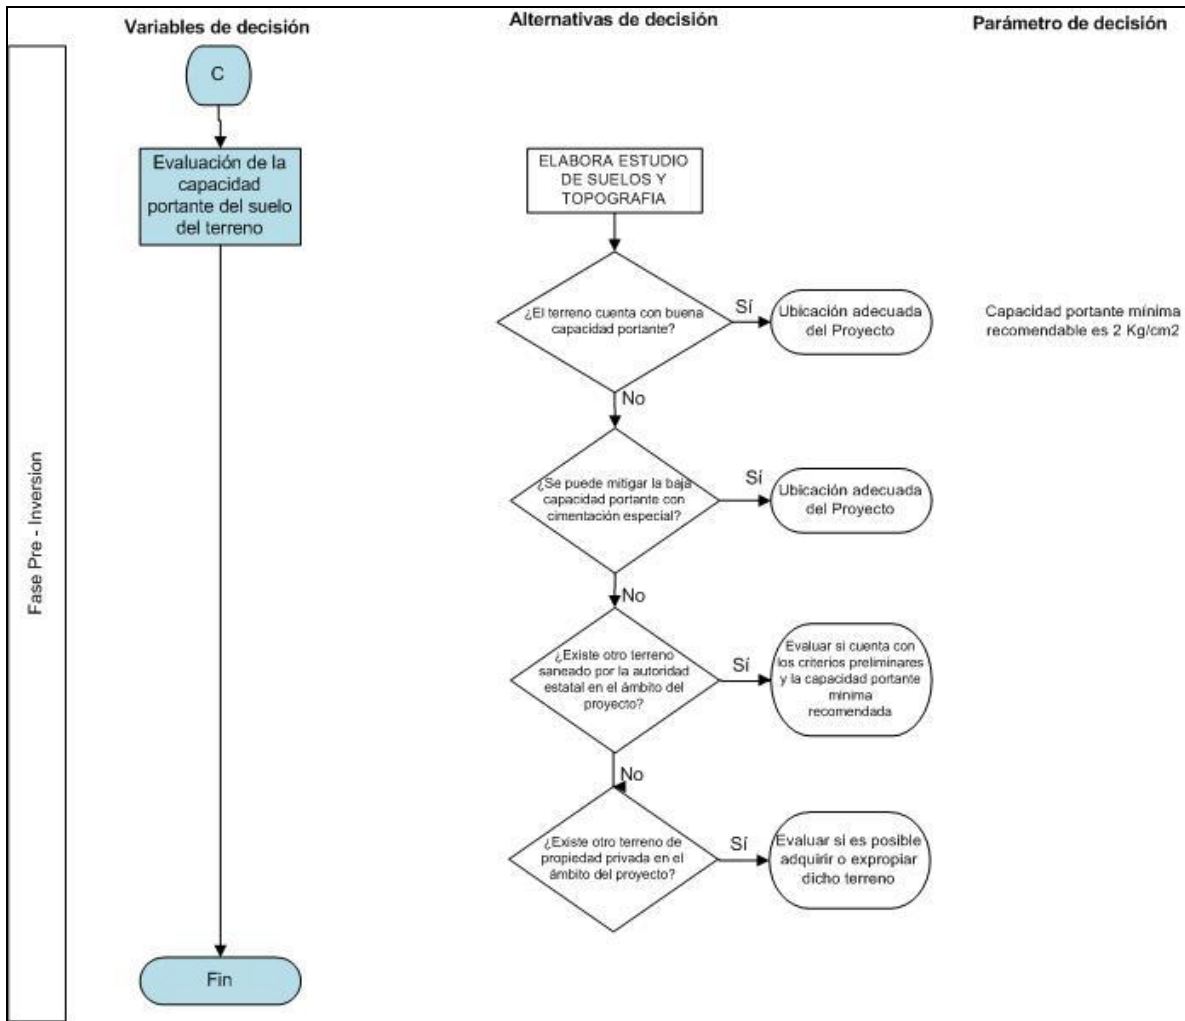 Variables de decisión
Alternativas de decisión
Parámetro de decisión
Fase Pre - Inversion
C
Evaluación de la
capacidad
portante del suelo
del terreno
Fin
ELABORA ESTUDIO
DE SUELOS Y
TOPOGRAFIA
¿El terreno cuenta con buena
capacidad portante?
Sí
Ubicación adecuada
del Proyecto
Capacidad portante mínima
recomendable es 2 Kg/cm2
No
¿Se puede mitigar la baja
capacidad portante con
cimentación especial?
Sí
Ubicación adecuada
del Proyecto
No
¿Existe otro terreno
saneado por la autoridad
estatal en el ámbito del
proyecto?
Sí
Evaluar si cuenta con
los criterios preliminares
y la capacidad portante
minima
recomendada
No
¿Existe otro terreno de
propiedad privada en el
ámbito del proyecto?
Sí
Evaluar si es posible
adquirir o expropiar
dicho terreno